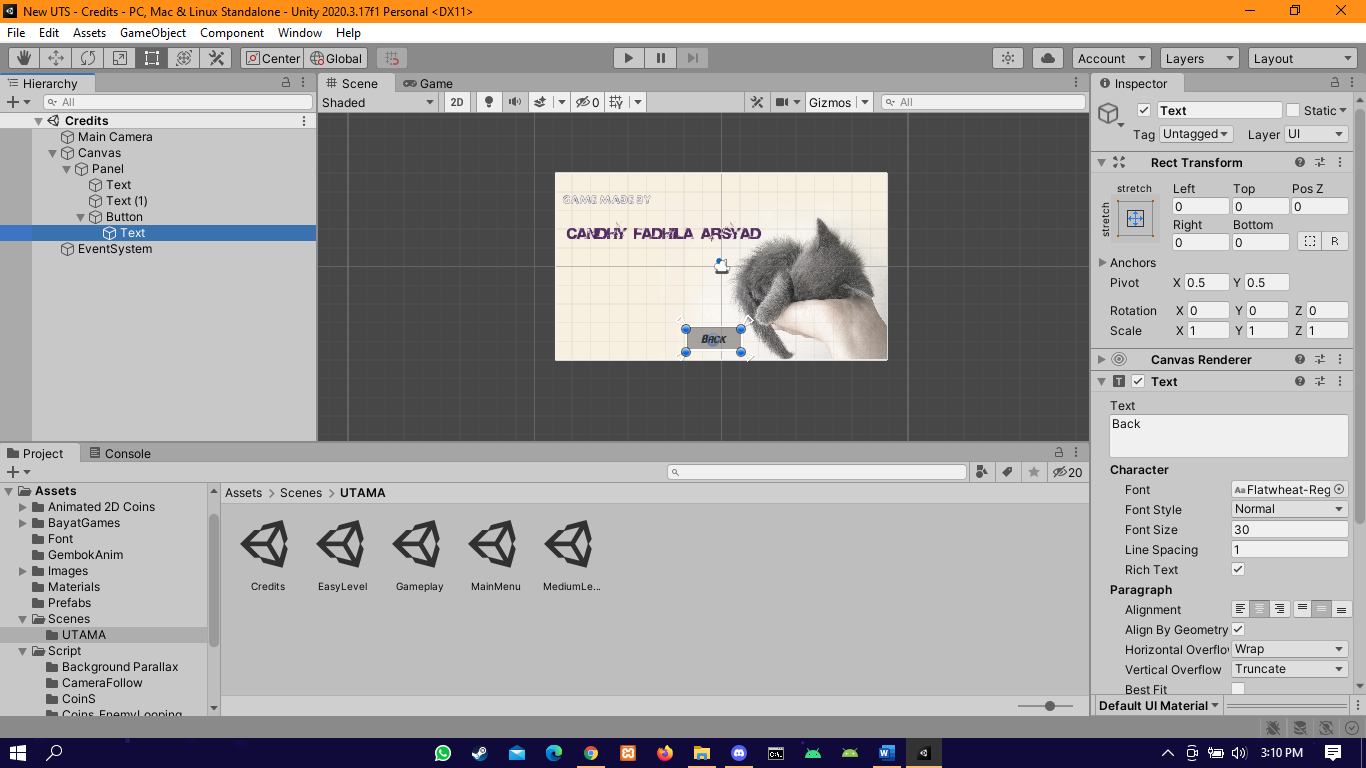 New UTS - Credits - PC, Mac & Linux Standalone - Unity 2020.3.17f1 Personal <DX11>
File Edit Assets GameObject Component Window Help
Center Global Account Layers Layout
Hierarchy
All
Credits
Main Camera
Canvas
Panel
Text
Text (1)
Button
Text
EventSystem
Scene Game
Shaded 2D 0 Gizmos All
GAME MADE BY
CANDHY FADHILA ARSYAD
BACK
Inspector
Text Static
Tag Untagged Layer UI
Rect Transform
stretch Left Top Pos Z
stretch 0 0 0
Right Bottom
0 0 R
Anchors
Pivot X 0.5 Y 0.5
Rotation X 0 Y 0 Z 0
Scale X 1 Y 1 Z 1
Canvas Renderer
Text
Text
Back
Character
Font Aa Flatwheat-Reg
Font Style Normal
Font Size 30
Line Spacing 1
Rich Text
Paragraph
Alignment
Align By Geometry
Horizontal Overflow Wrap
Vertical Overflow Truncate
Best Fit
Default UI Material
Project Console
20
Assets
Animated 2D Coins
BayatGames
Font
GembokAnim
Images
Materials
Prefabs
Scenes
UTAMA
Script
Background Parallax
CameraFollow
CoinS
Coins EnemyLooping
Assets > Scenes > UTAMA
Credits EasyLevel Gameplay MainMenu MediumLe...
3:10 PM